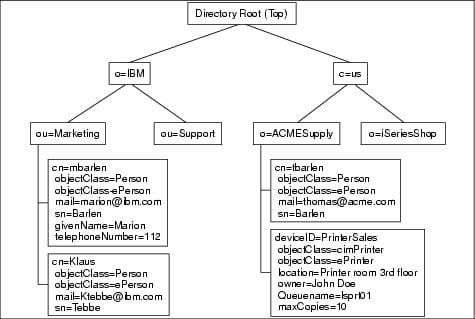 Directory Root (Top)
o=IBM
c=us
ou=Marketing
ou=Support
o=ACMESupply
o=iSeriesShop
cn=mbarlen
objectClass=Person
objectClass=ePerson
mail=marion@ibm.com
sn=Barlen
givenName=Marion
telephoneNumber=112
cn=Klaus
objectClass=Person
objectClass=ePerson
mail=Ktebbe@ibm.com
sn=Tebbe
cn=tbarlen
objectClass=Person
objectClass=ePerson
mail=thomas@acme.com
sn=Barlen
deviceID=PrinterSales
objectClass=cimPrinter
objectClass=ePrinter
location=Printer room 3rd floor
owner=John Doe
Queuename=lsprt01
maxCopies=10